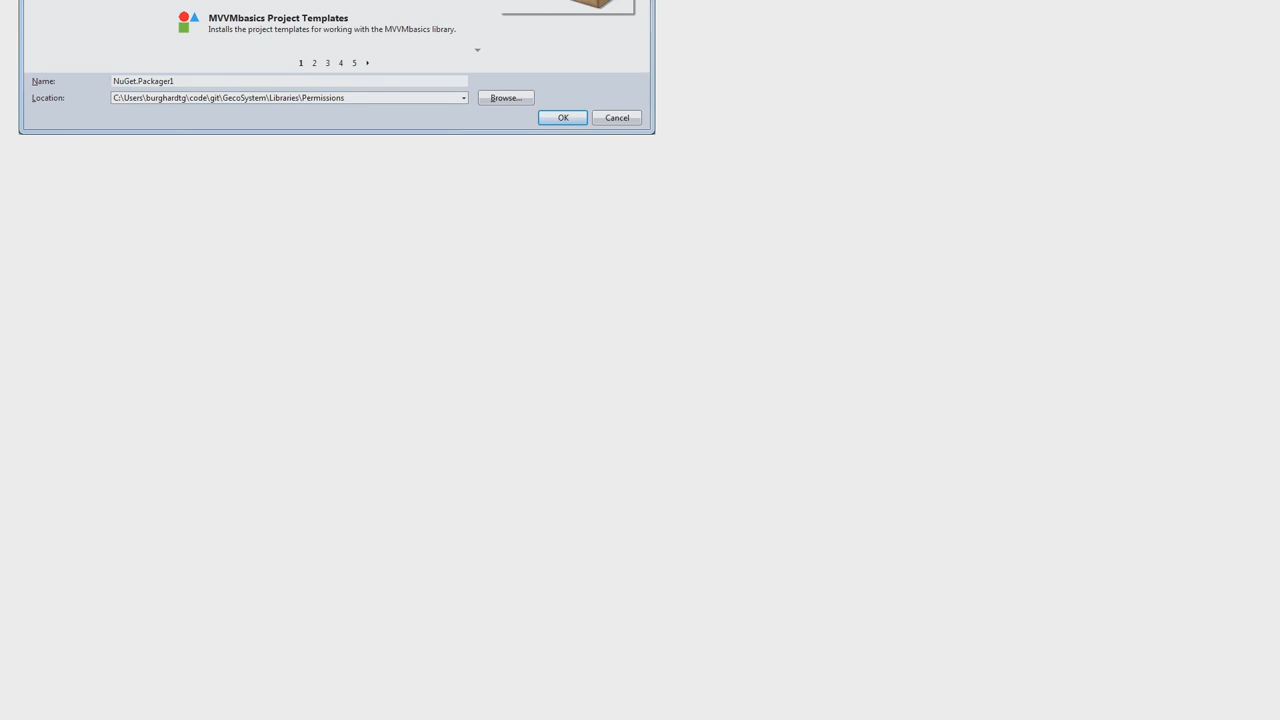 MVVMbasics Project Templates
Installs the project templates for working with the MVVMbasics library.
1 2 3 4 5
Name: NuGet.Packager1
Location: C:\Users\burghardtg\code\git\GecoSystem\Libraries\Permissions Browse...
OK Cancel